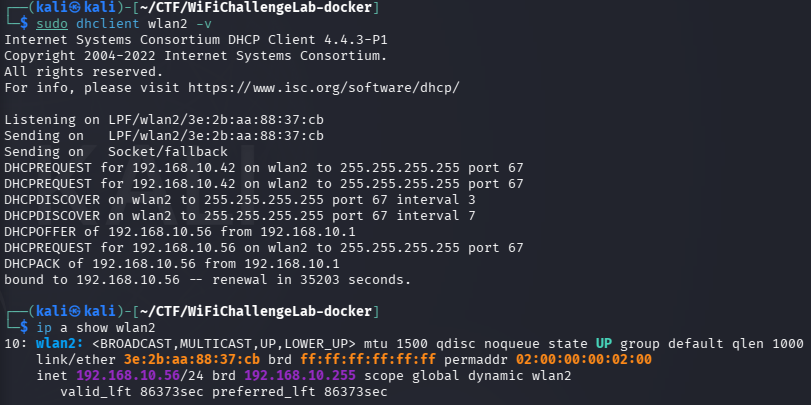 ┌──(kali㉿kali)-[~/CTF/WiFiChallengeLab-docker]
└─$ sudo dhclient wlan2 -v
Internet Systems Consortium DHCP Client 4.4.3-P1
Copyright 2004-2022 Internet Systems Consortium.
All rights reserved.
For info, please visit https://www.isc.org/software/dhcp/

Listening on LPF/wlan2/3e:2b:aa:88:37:cb
Sending on   LPF/wlan2/3e:2b:aa:88:37:cb
Sending on   Socket/fallback
DHCPREQUEST for 192.168.10.42 on wlan2 to 255.255.255.255 port 67
DHCPREQUEST for 192.168.10.42 on wlan2 to 255.255.255.255 port 67
DHCPDISCOVER on wlan2 to 255.255.255.255 port 67 interval 3
DHCPDISCOVER on wlan2 to 255.255.255.255 port 67 interval 7
DHCPOFFER of 192.168.10.56 from 192.168.10.1
DHCPREQUEST for 192.168.10.56 on wlan2 to 255.255.255.255 port 67
DHCPACK of 192.168.10.56 from 192.168.10.1
bound to 192.168.10.56 -- renewal in 35203 seconds.

┌──(kali㉿kali)-[~/CTF/WiFiChallengeLab-docker]
└─$ ip a show wlan2
10: wlan2: <BROADCAST,MULTICAST,UP,LOWER_UP> mtu 1500 qdisc noqueue state UP group default qlen 1000
    link/ether 3e:2b:aa:88:37:cb brd ff:ff:ff:ff:ff:ff permaddr 02:00:00:00:02:00
    inet 192.168.10.56/24 brd 192.168.10.255 scope global dynamic wlan2
       valid_lft 86373sec preferred_lft 86373sec